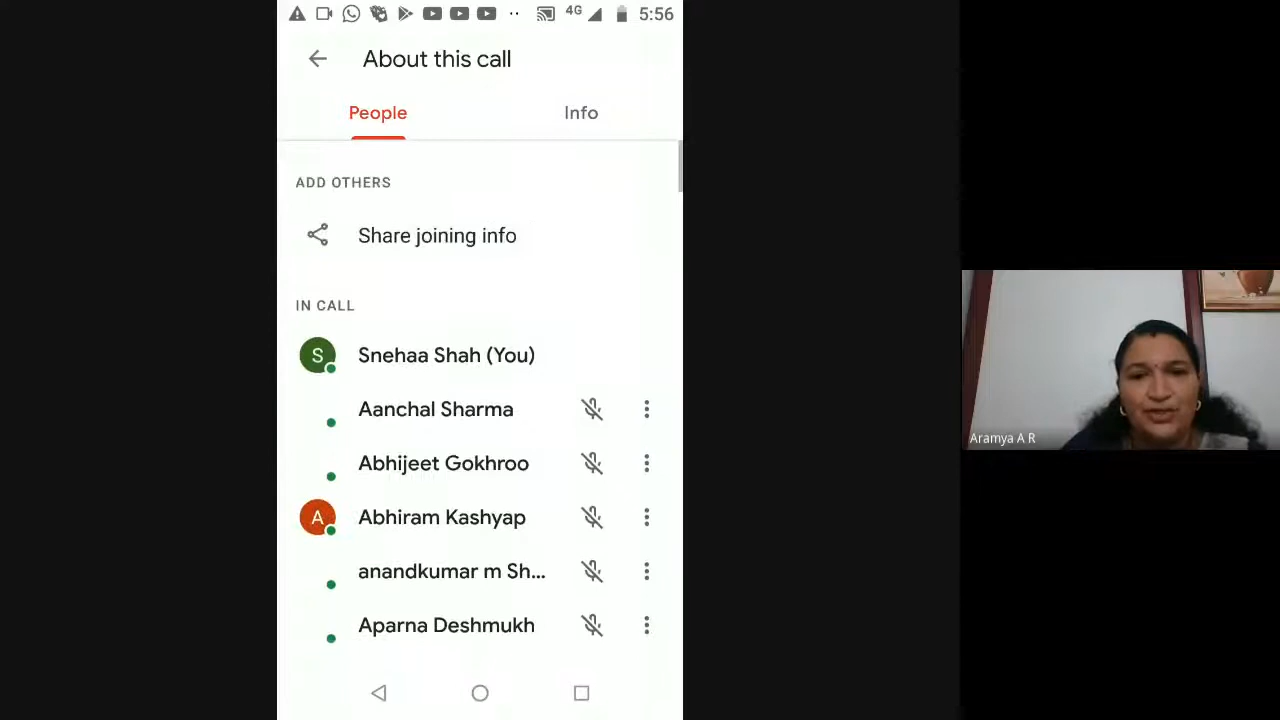 4G 5:56
About this call
People Info
ADD OTHERS
Share joining info
IN CALL
S Snehaa Shah (You)
Aanchal Sharma
Abhijeet Gokhroo
A Abhiram Kashyap
anandkumar m Sh...
Aparna Deshmukh
Aramya A R